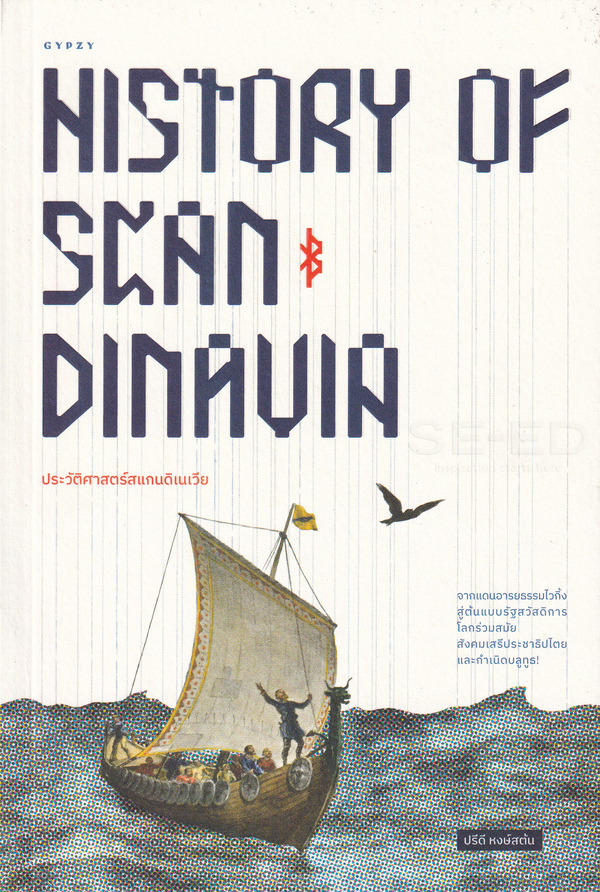 GYPZY
HISTORY OF
SCAN
DINAVIA
SE-ED
ประวัติศาสตร์สแกนดิเนเวีย
จากแดนอารยธรรมไวกิ้ง
สู่ต้นแบบรัฐสวัสดิการ
โลกร่วมสมัย
สังคมเสรีประชาธิปไตย
และกำเนิดบลูทูธ!
ปรีดี หงษ์สต้น